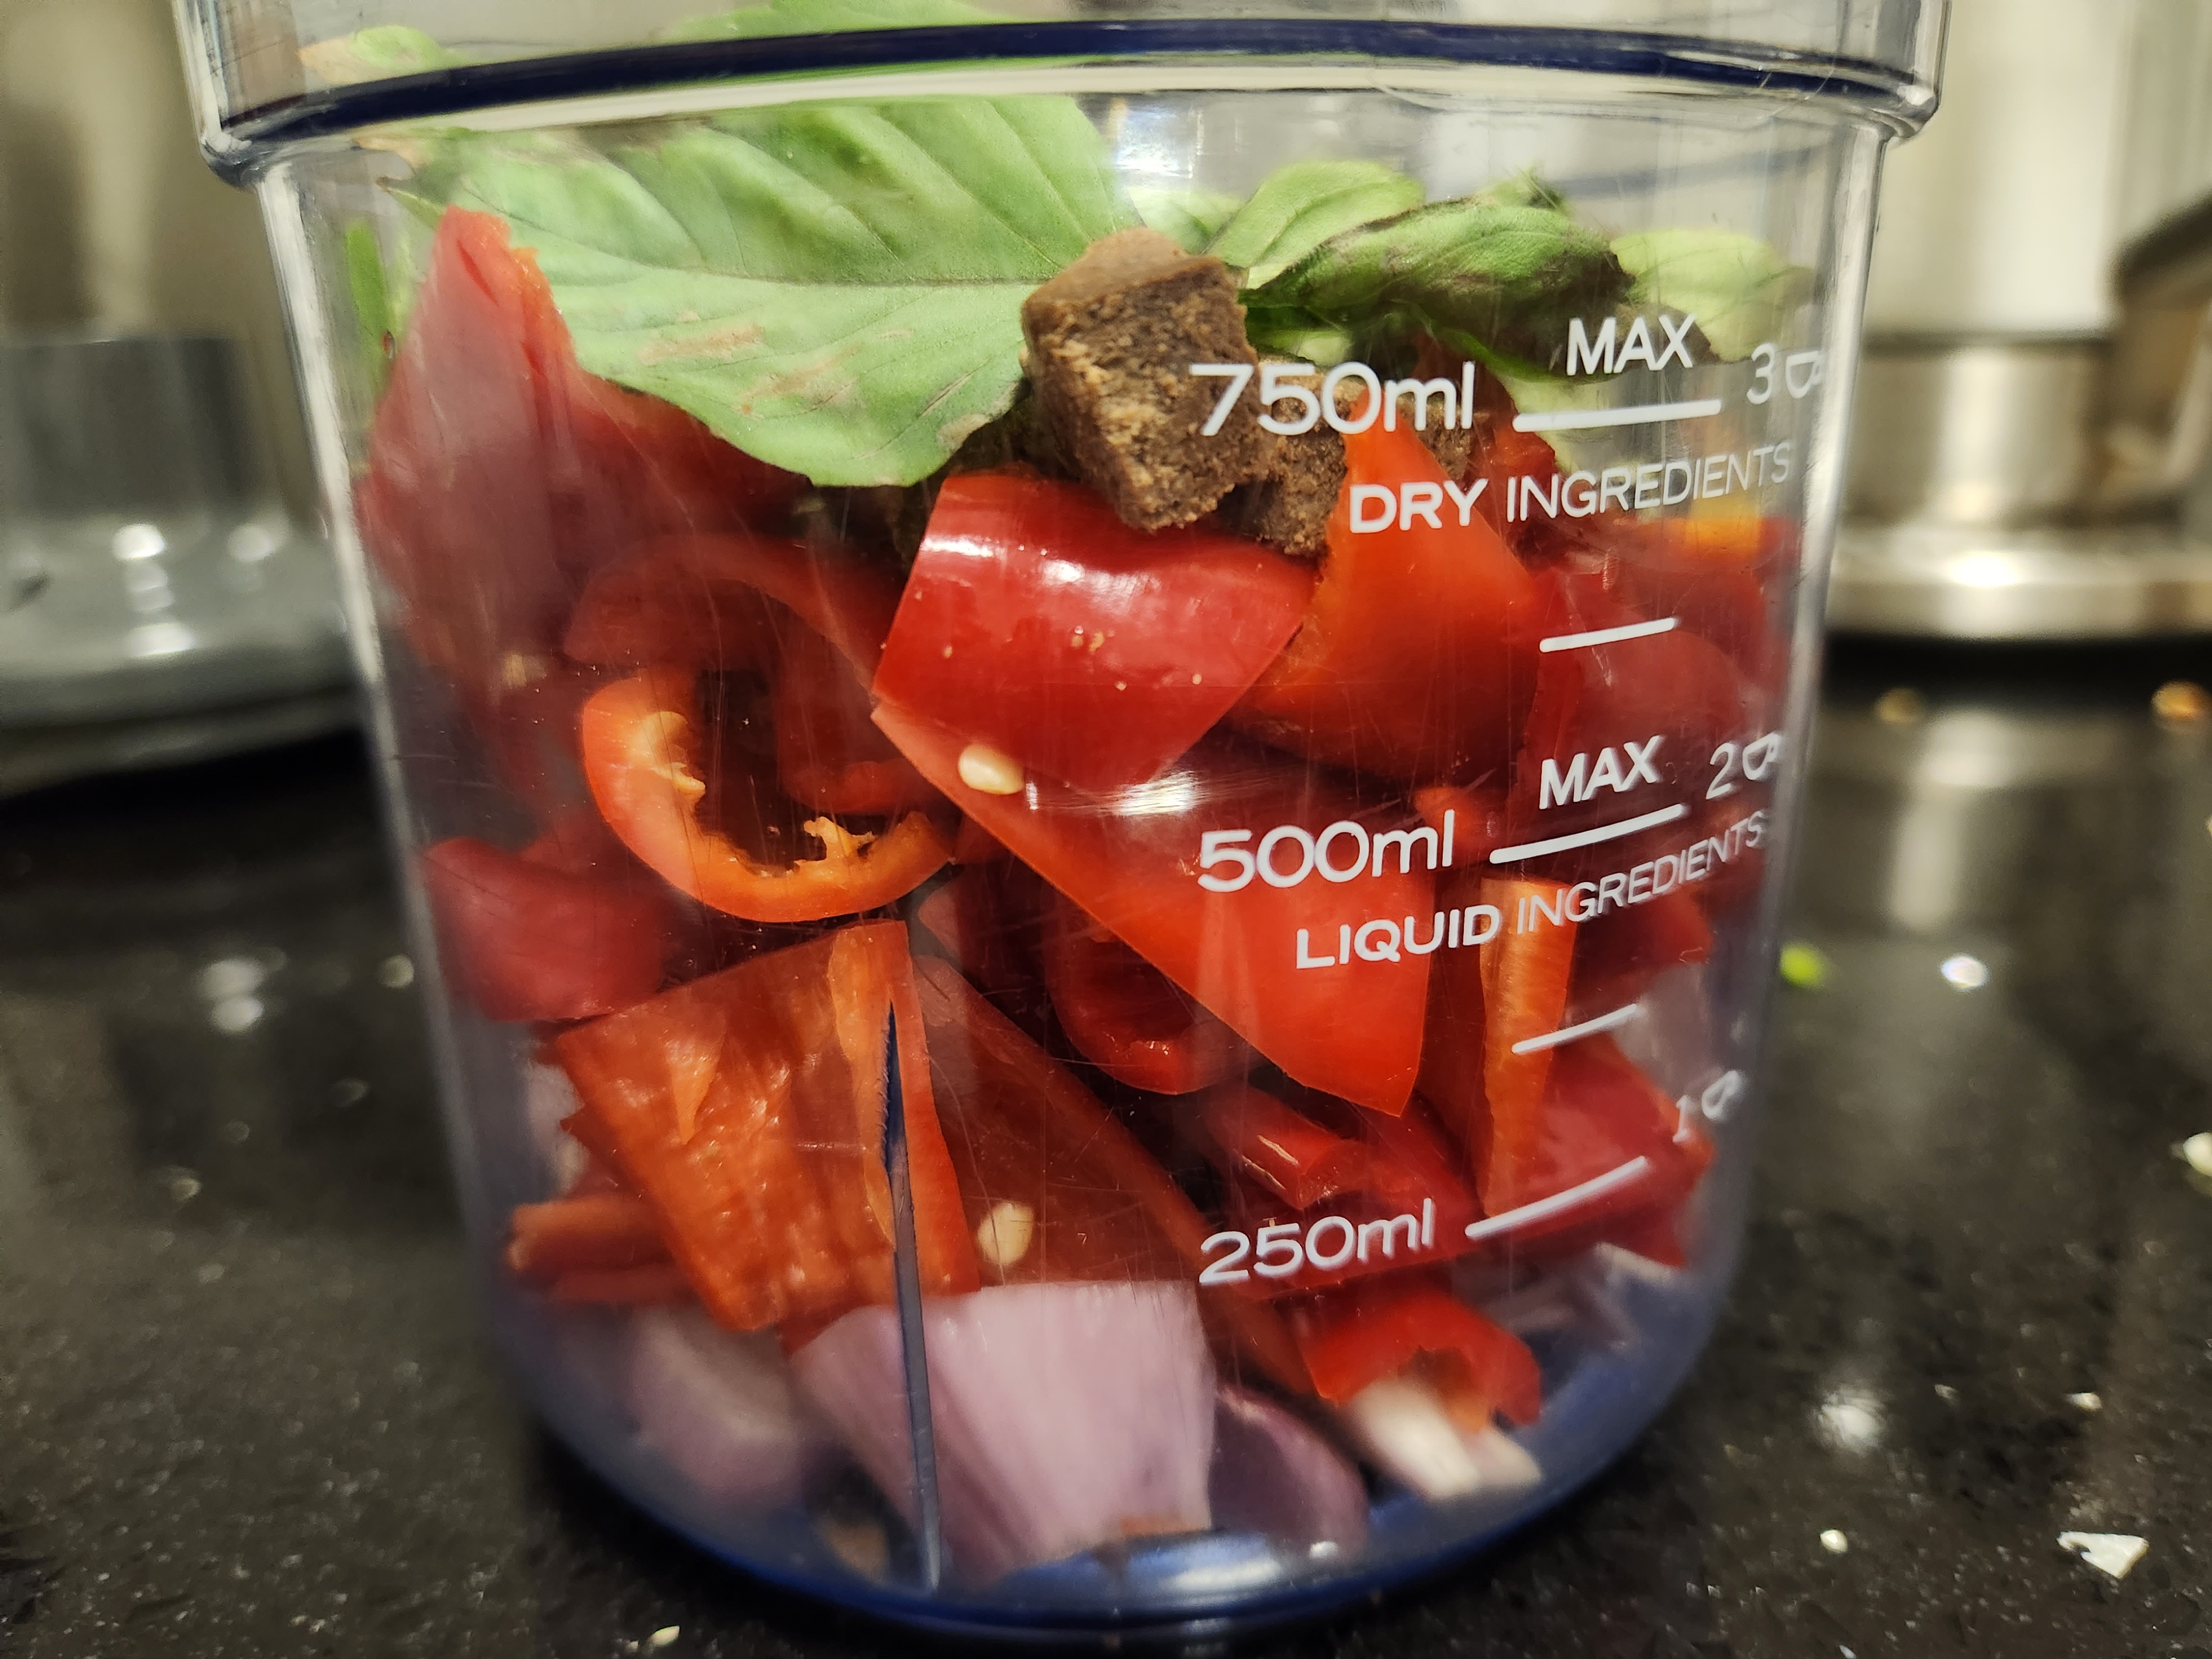 MAX
750ml 3
DRY INGREDIENTS
MAX
500ml 2
LIQUID INGREDIENTS
1
250ml